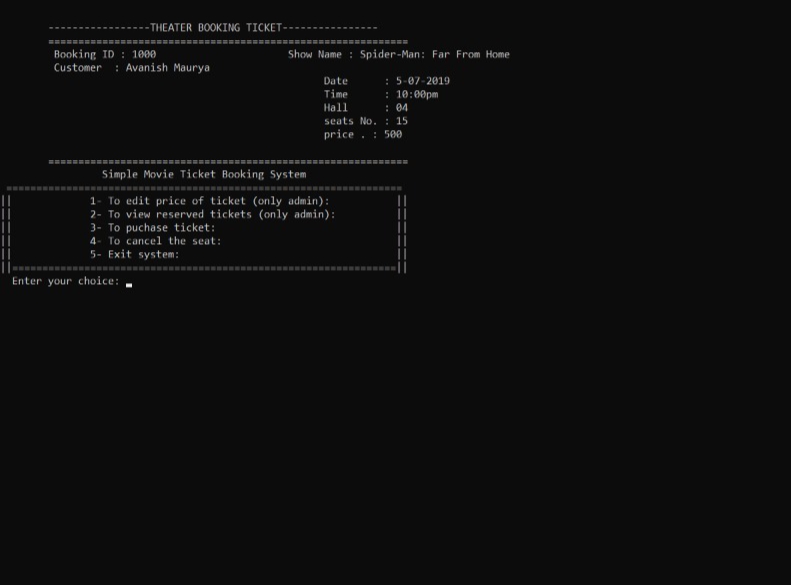 -----------------THEATER BOOKING TICKET----------------
============================================================
Booking ID : 1000 Show Name : Spider-Man: Far From Home
Customer : Avanish Maurya
Date : 5-07-2019
Time : 10:00pm
Hall : 04
seats No. : 15
price . : 500
============================================================
Simple Movie Ticket Booking System
==================================================================
|| 1- To edit price of ticket (only admin): ||
|| 2- To view reserved tickets (only admin): ||
|| 3- To puchase ticket: ||
|| 4- To cancel the seat: ||
|| 5- Exit system: ||
||================================================================||
Enter your choice: